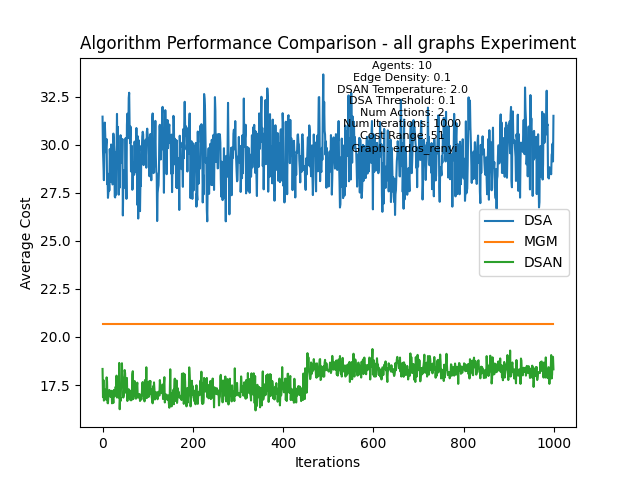 Algorithm Performance Comparison - all graphs Experiment
Agents: 10
Edge Density: 0.1
DSAN Temperature: 2.0
DSA Threshold: 0.1
Num Actions: 2
Num Iterations: 1000
Cost Range: 51
Graph: erdos_renyi
Average Cost
32.5
30.0
27.5
25.0
22.5
20.0
17.5
DSA
MGM
DSAN
0
200
400
600
800
1000
Iterations